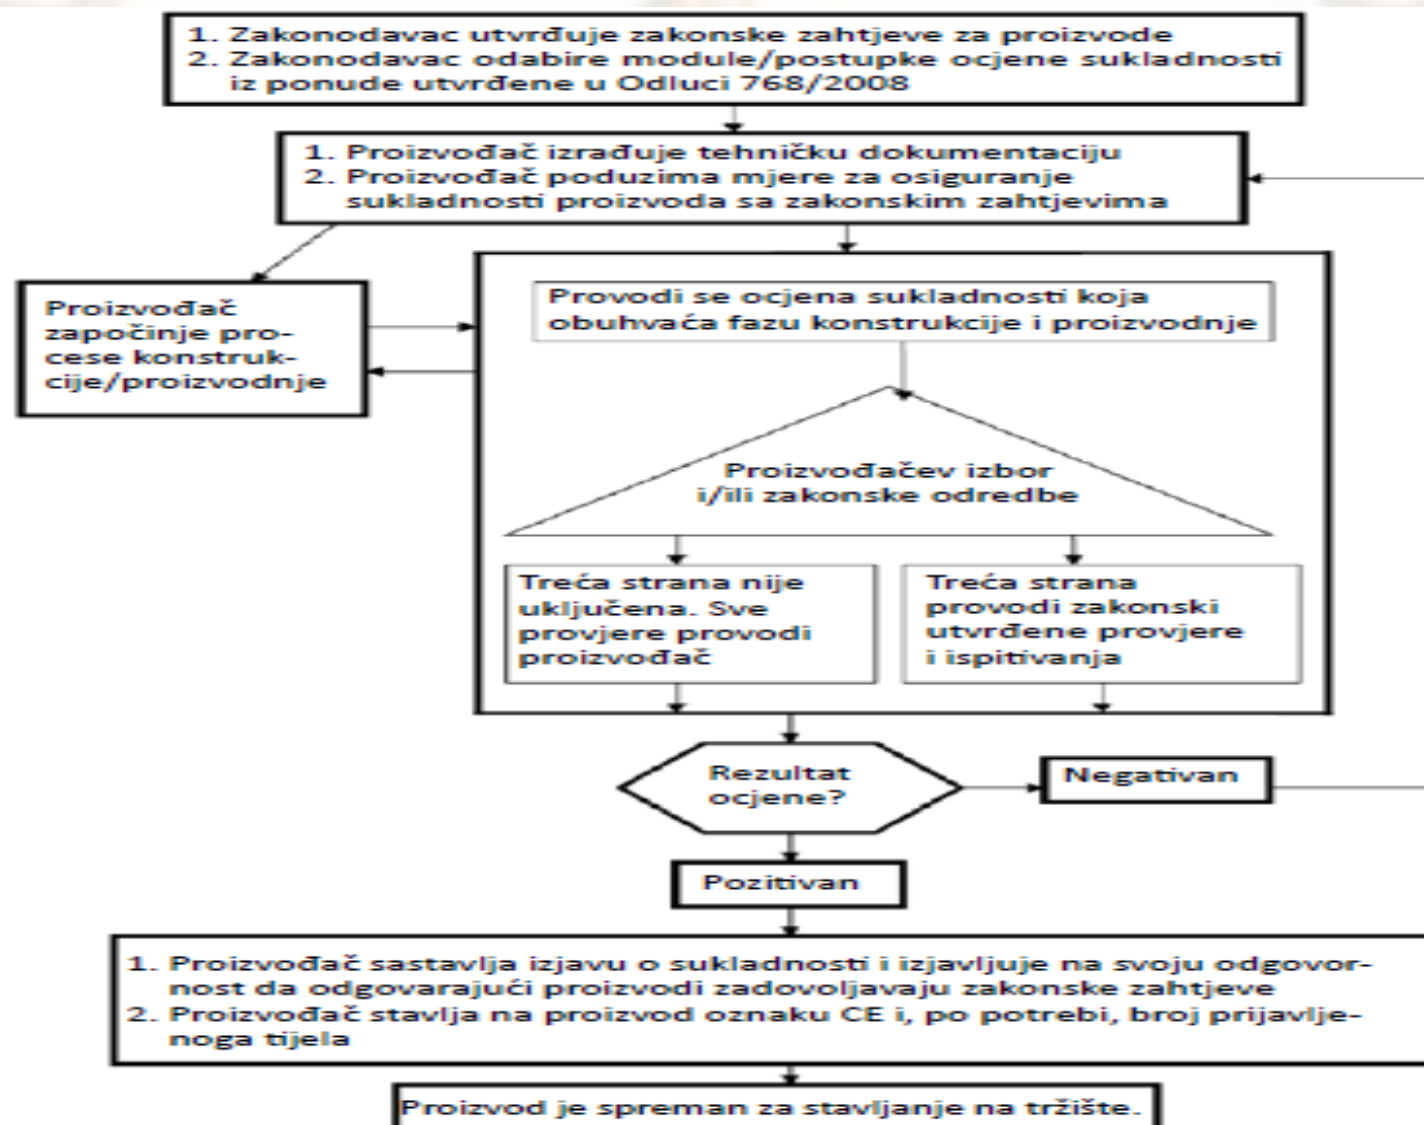 1. Zakonodavac utvrđuje zakonske zahtjeve za proizvode
2. Zakonodavac odabire module/postupke ocjene sukladnosti
iz ponude utvrđene u Odluci 768/2008
1. Proizvođač izrađuje tehničku dokumentaciju
2. Proizvođač poduzima mjere za osiguranje
sukladnosti proizvoda sa zakonskim zahtjevima
Proizvođač
započinje pro-
cese konstruk-
cije/proizvodnje
Provodi se ocjena sukladnosti koja
obuhvaća fazu konstrukcije i proizvodnje
Proizvođačev izbor
i/ili zakonske odredbe
Treća strana nije
uključena. Sve
provjere provodi
proizvođač
Treća strana
provodi zakonski
utvrđene provjere
i ispitivanja
Rezultat
ocjene?
Negativan
Pozitivan
1. Proizvođač sastavlja izjavu o sukladnosti i izjavljuje na svoju odgovor-
nost da odgovarajući proizvodi zadovoljavaju zakonske zahtjeve
2. Proizvođač stavlja na proizvod oznaku CE i, po potrebi, broj prijavlje-
noga tijela
Proizvod je spreman za stavljanje na tržište.